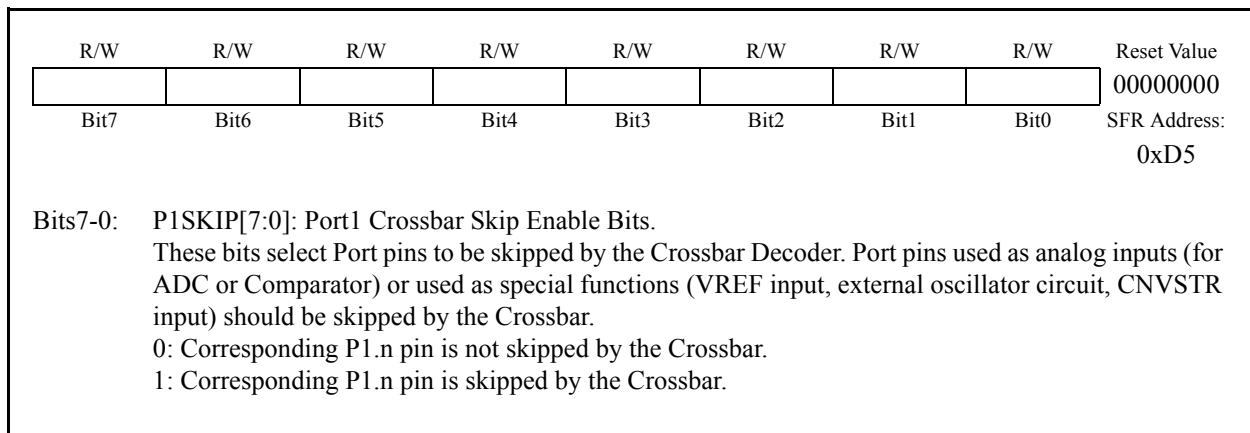 R/W R/W R/W R/W R/W R/W R/W R/W Reset Value
00000000
Bit7 Bit6 Bit5 Bit4 Bit3 Bit2 Bit1 Bit0 SFR Address:
0xD5
Bits7-0: P1SKIP[7:0]: Port1 Crossbar Skip Enable Bits.
These bits select Port pins to be skipped by the Crossbar Decoder. Port pins used as analog inputs (for
ADC or Comparator) or used as special functions (VREF input, external oscillator circuit, CNVSTR
input) should be skipped by the Crossbar.
0: Corresponding P1.n pin is not skipped by the Crossbar.
1: Corresponding P1.n pin is skipped by the Crossbar.